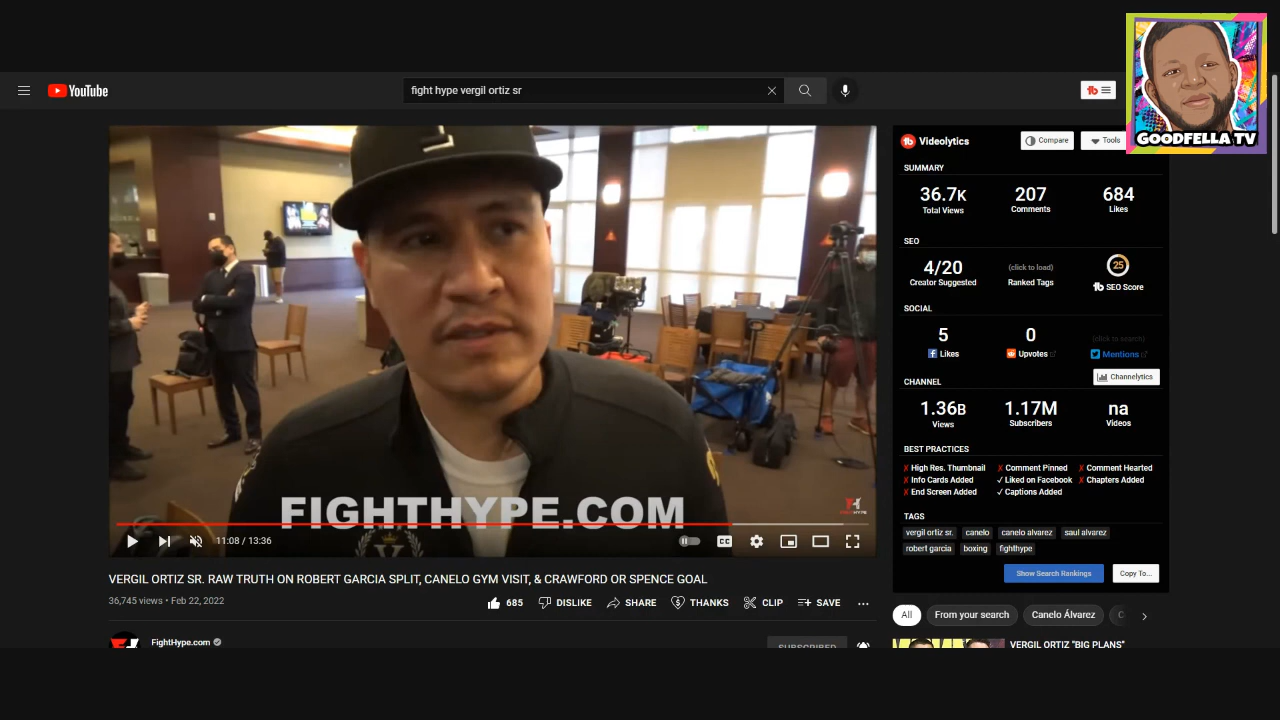 YouTube
fight hype vergil ortiz sr
GOODFELLA TV
FIGHTHYPE.COM
11:08 / 13:36
CC
VERGIL ORTIZ SR. RAW TRUTH ON ROBERT GARCIA SPLIT, CANELO GYM VISIT, & CRAWFORD OR SPENCE GOAL
36,745 views • Feb 22, 2022
685 DISLIKE SHARE THANKS CLIP SAVE
FightHype.com
SUBSCRIBED
Videolytics Compare Tools
SUMMARY
36.7K 207 684
Total Views Comments Likes
SEO
4/20 (click to load) 25
Creator Suggested Ranked Tags SEO Score
SOCIAL
5 0 (click to search)
Likes Upvotes Mentions
CHANNEL Channelytics
1.36B 1.17M na
Views Subscribers Videos
BEST PRACTICES
✗ High Res. Thumbnail ✗ Comment Pinned ✗ Comment Hearted
✗ Info Cards Added ✓ Liked on Facebook ✗ Chapters Added
✗ End Screen Added ✓ Captions Added
TAGS
vergil ortiz sr. canelo canelo alvarez saul alvarez
robert garcia boxing fighthype
Show Search Rankings Copy To...
All From your search Canelo Álvarez
VERGIL ORTIZ "BIG PLANS"